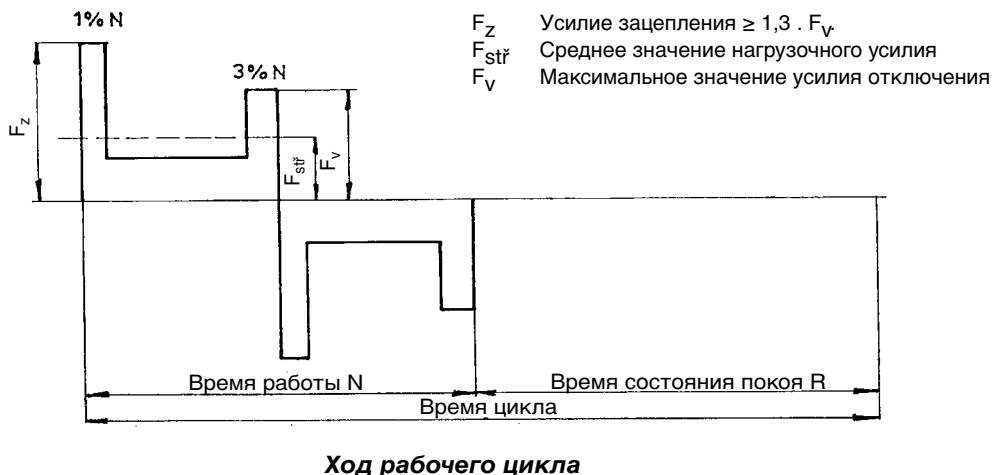 1% N
F_z Усилие зацепления ≥ 1,3 . F_v.
F_stř Среднее значение нагрузочного усилия
3% N
F_v Максимальное значение усилия отключения
F_z
F_stř
F_v
Время работы N
Время состояния покоя R
Время цикла
Ход рабочего цикла